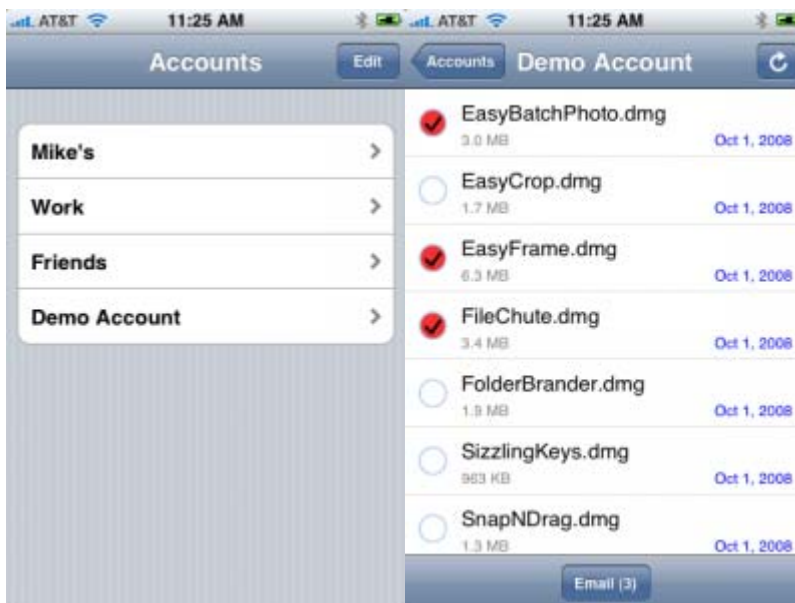 AT&T 11:25 AM
Accounts Edit
Mike's
Work
Friends
Demo Account
AT&T 11:25 AM
Accounts Demo Account
EasyBatchPhoto.dmg
3.0 MB Oct 1, 2008
EasyCrop.dmg
1.7 MB Oct 1, 2008
EasyFrame.dmg
6.3 MB Oct 1, 2008
FileChute.dmg
3.4 MB Oct 1, 2008
FolderBrander.dmg
1.9 MB Oct 1, 2008
SizzlingKeys.dmg
963 KB Oct 1, 2008
SnapNDrag.dmg
1.3 MB Oct 1, 2008
Email (3)